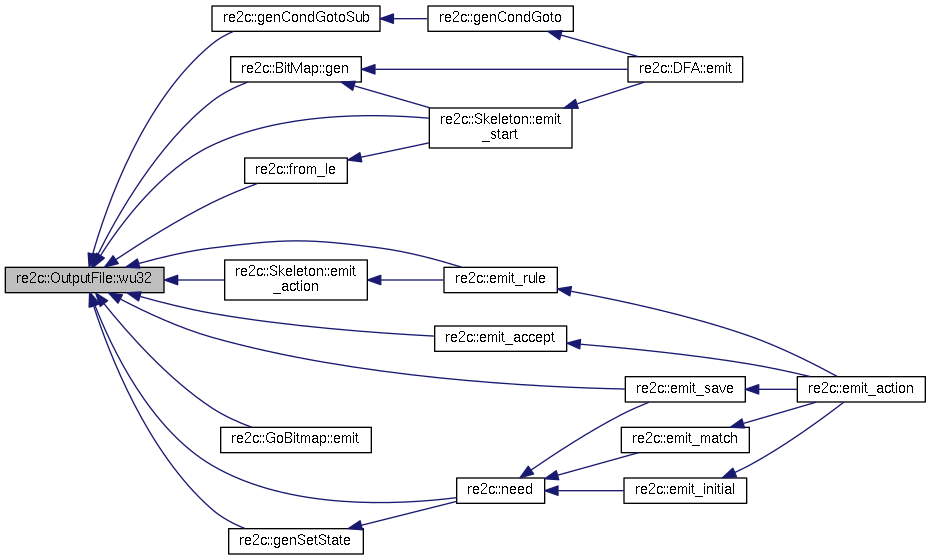 re2c::genCondGotoSub
re2c::genCondGoto
re2c::BitMap::gen
re2c::DFA::emit
re2c::Skeleton::emit
_start
re2c::from_le
re2c::OutputFile::wu32
re2c::Skeleton::emit
_action
re2c::emit_rule
re2c::emit_accept
re2c::emit_save
re2c::emit_action
re2c::GoBitmap::emit
re2c::emit_match
re2c::need
re2c::emit_initial
re2c::genSetState